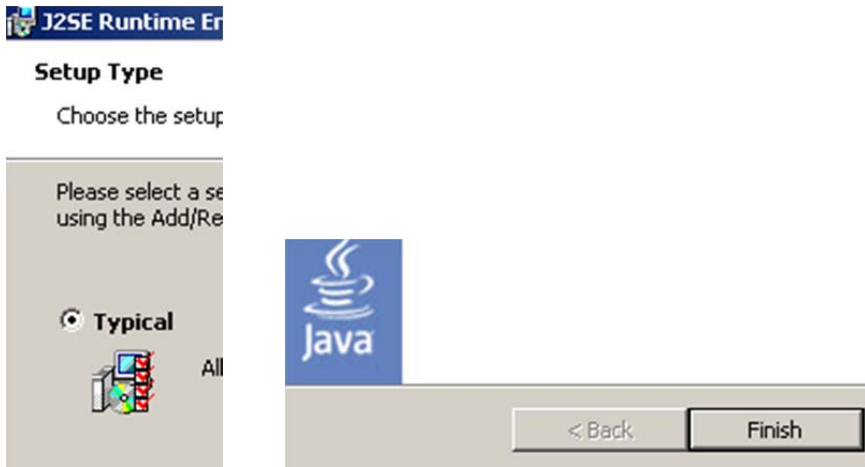 J2SE Runtime Er
Setup Type
Choose the setup
Please select a se
using the Add/Re
Typical
All
Java
< Back
Finish